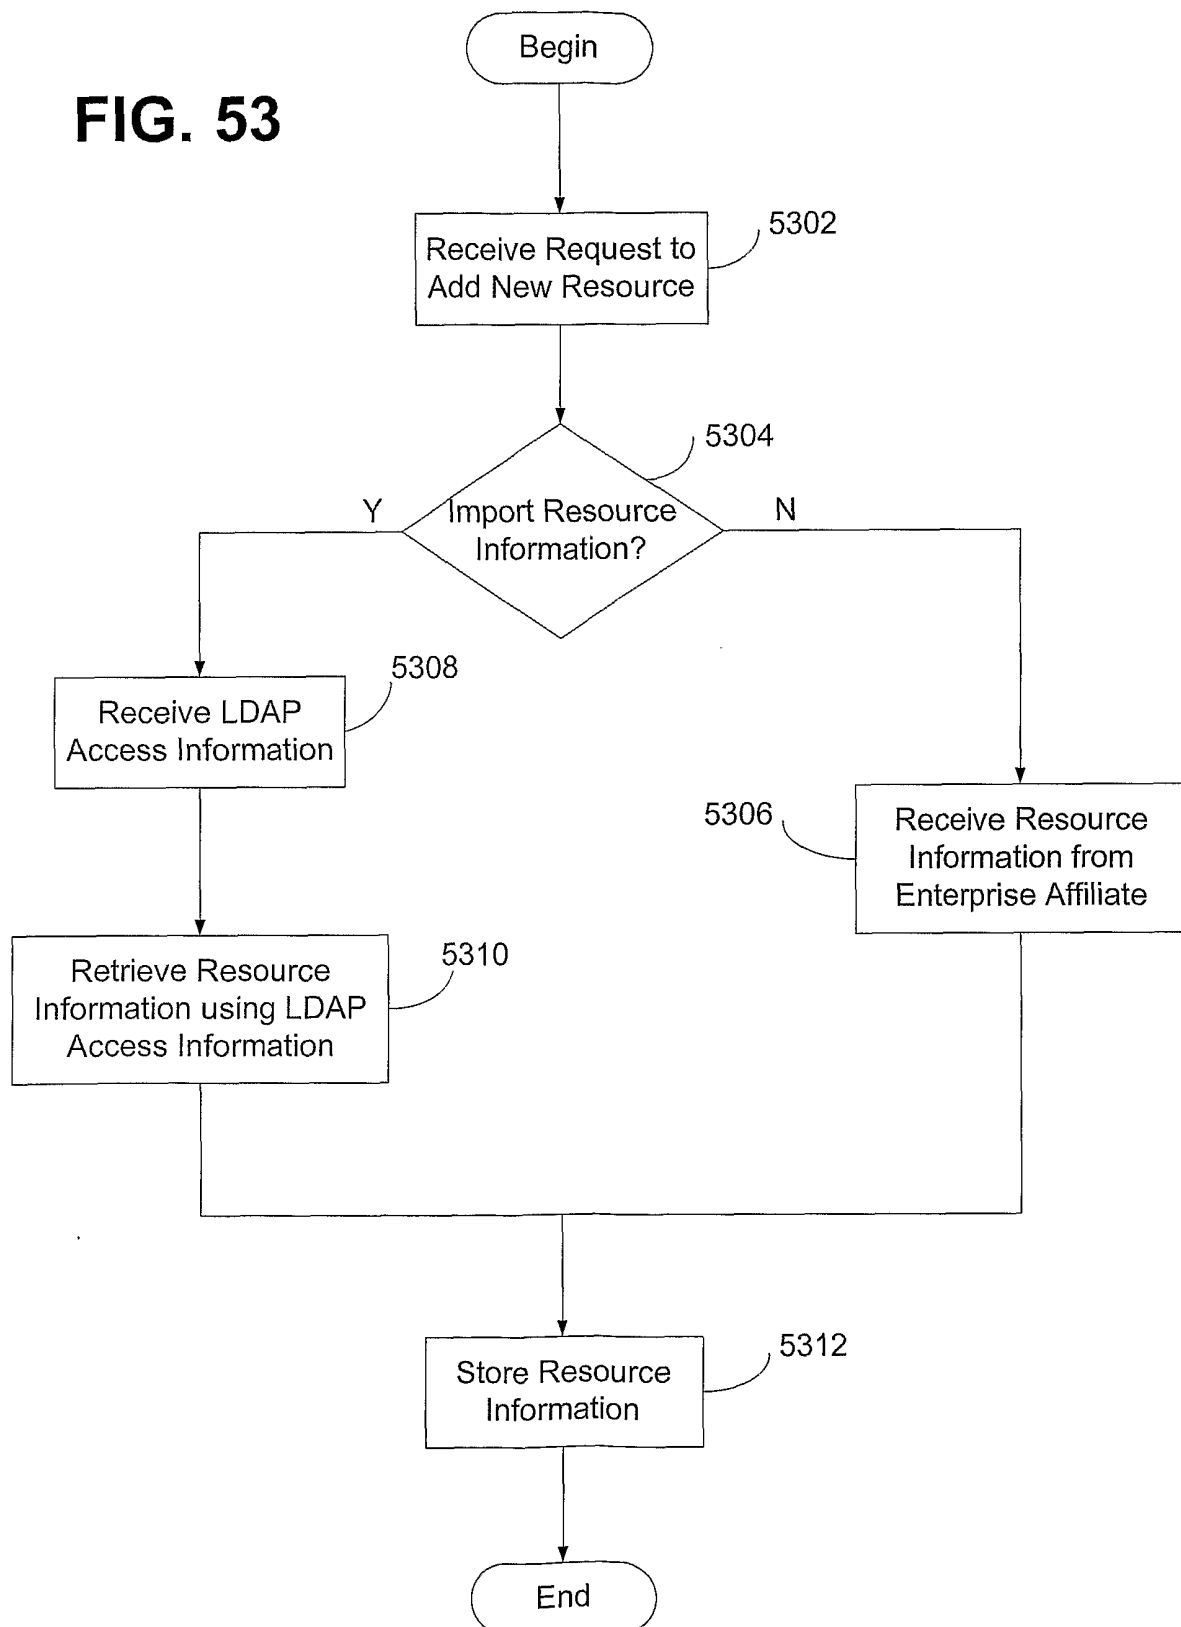 Begin
FIG. 53
5302
Receive Request to
Add New Resource
5304
Y
N
Import Resource
Information?
5308
Receive LDAP
Access Information
5306
Receive Resource
Information from
Enterprise Affiliate
5310
Retrieve Resource
Information using LDAP
Access Information
5312
Store Resource
Information
End